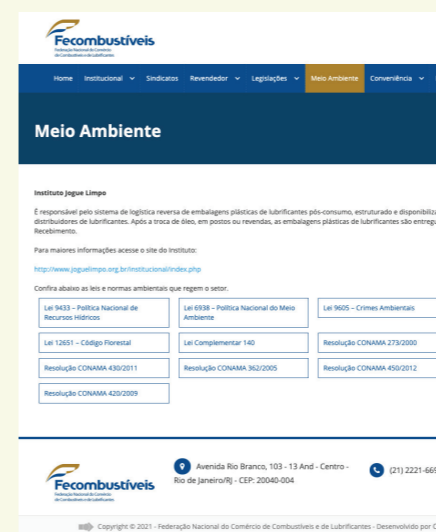 Fecombustíveis
Federação Nacional do Comércio
de Combustíveis e de Lubrificantes
Home Institucional Sindicatos Revendedor Legislações Meio Ambiente Conveniência
Meio Ambiente
Instituto Jogue Limpo
É responsável pelo sistema de logística reversa de embalagens plásticas de lubrificantes pós-consumo, estruturado e disponibiliza
distribuidores de lubrificantes. Após a troca de óleo, em postos ou revendas, as embalagens plásticas de lubrificantes são entreg
Recebimento.
Para maiores informações acesse o site do Instituto:
http://www.joguelimpo.org.br/institucional/index.php
Confira abaixo as leis e normas ambientais que regem o setor.
Lei 9433 – Política Nacional de
Recursos Hídricos
Lei 6938 – Política Nacional do Meio
Ambiente
Lei 9605 – Crimes Ambientais
Lei 12651 – Código Florestal
Lei Complementar 140
Resolução CONAMA 273/2000
Resolução CONAMA 430/2011
Resolução CONAMA 362/2005
Resolução CONAMA 450/2012
Resolução CONAMA 420/2009
Fecombustíveis
Federação Nacional do Comércio
de Combustíveis e de Lubrificantes
Avenida Rio Branco, 103 - 13 And - Centro -
Rio de Janeiro/RJ - CEP: 20040-004
(21) 2221-669
Copyright © 2021 - Federação Nacional do Comércio de Combustíveis e de Lubrificantes - Desenvolvido por